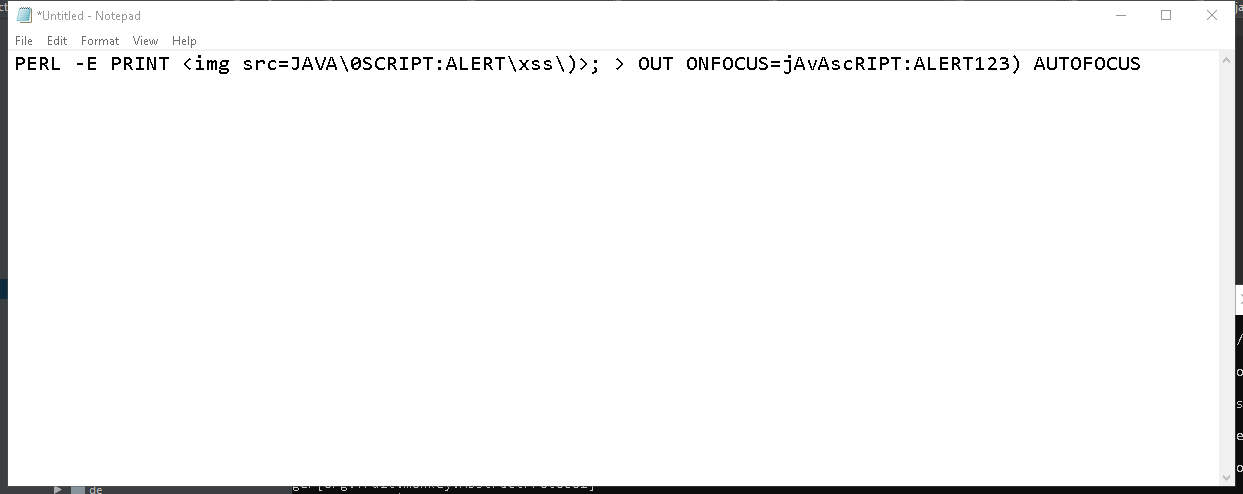 *Untitled - Notepad
File Edit Format View Help
PERL -E PRINT <img src=JAVA\0SCRIPT:ALERT\xss\)>; > OUT ONFOCUS=jAvAscRIPT:ALERT123) AUTOFOCUS
de